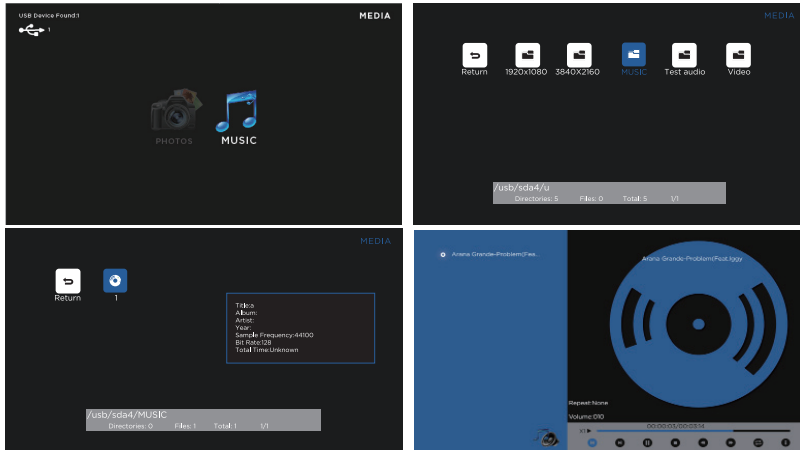 USB Device Found:1
MEDIA
1
PHOTOS
MUSIC
MEDIA
Return
1920x1080
3840X2160
MUSIC
Test audio
Video
/usb/sda4/u
Directories: 5 Files: 0 Total: 5 1/1
MEDIA
Return
1
Title:a
Album:
Artist:
Year:
Sample Frequency:44100
Bit Rate:128
Total Time:Unknown
/usb/sda4/MUSIC
Directories: 0 Files: 1 Total: 1 1/1
Arana Grande-Problem(Fea...
Arana Grande-Problem(Feat.Iggy
Repeat:None
Volume:010
00:00:03/00:03:14
X1